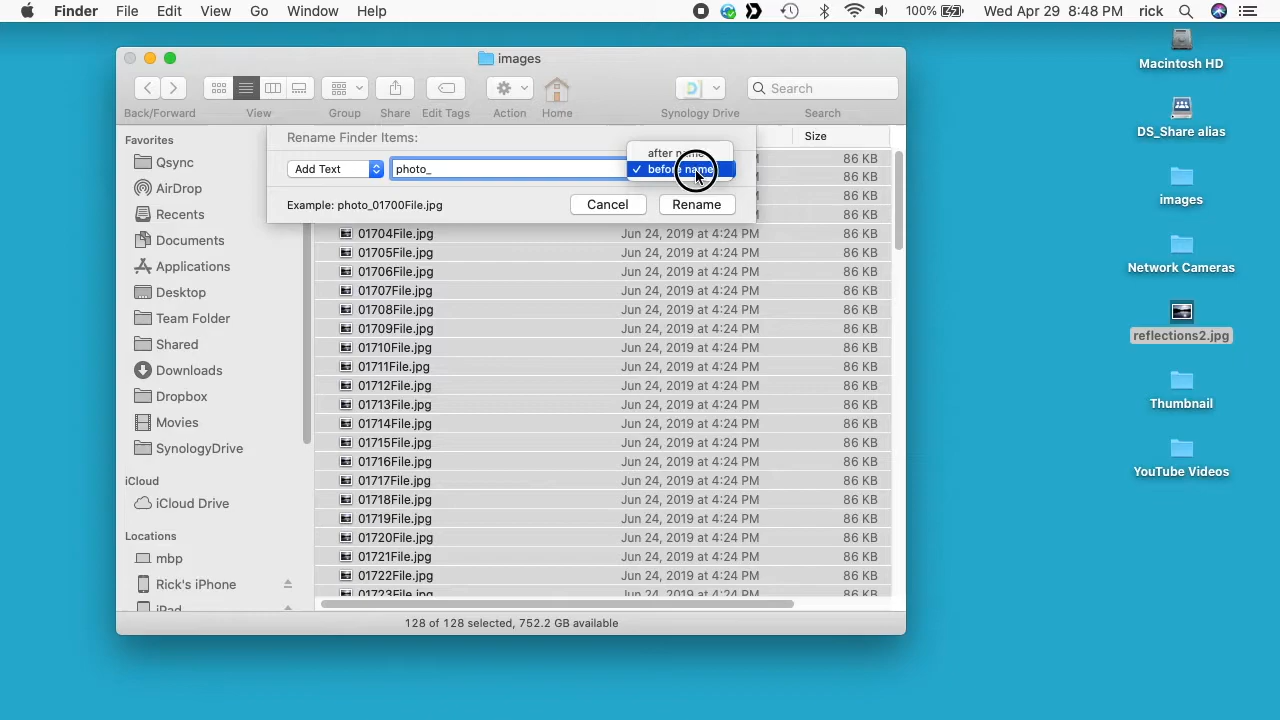 Finder File Edit View Go Window Help 100% Wed Apr 29 8:48 PM rick
images
Search
Back/Forward View Group Share Edit Tags Action Home Synology Drive Search
Rename Finder Items:
Add Text photo_
after name
✓ before name
Example: photo_01700File.jpg Cancel Rename
Size
86 KB
86 KB
86 KB
86 KB
01704File.jpg Jun 24, 2019 at 4:24 PM 86 KB
01705File.jpg Jun 24, 2019 at 4:24 PM 86 KB
01706File.jpg Jun 24, 2019 at 4:24 PM 86 KB
01707File.jpg Jun 24, 2019 at 4:24 PM 86 KB
01708File.jpg Jun 24, 2019 at 4:24 PM 86 KB
01709File.jpg Jun 24, 2019 at 4:24 PM 86 KB
01710File.jpg Jun 24, 2019 at 4:24 PM 86 KB
01711File.jpg Jun 24, 2019 at 4:24 PM 86 KB
01712File.jpg Jun 24, 2019 at 4:24 PM 86 KB
01713File.jpg Jun 24, 2019 at 4:24 PM 86 KB
01714File.jpg Jun 24, 2019 at 4:24 PM 86 KB
01715File.jpg Jun 24, 2019 at 4:24 PM 86 KB
01716File.jpg Jun 24, 2019 at 4:24 PM 86 KB
01717File.jpg Jun 24, 2019 at 4:24 PM 86 KB
01718File.jpg Jun 24, 2019 at 4:24 PM 86 KB
01719File.jpg Jun 24, 2019 at 4:24 PM 86 KB
01720File.jpg Jun 24, 2019 at 4:24 PM 86 KB
01721File.jpg Jun 24, 2019 at 4:24 PM 86 KB
01722File.jpg Jun 24, 2019 at 4:24 PM 86 KB
01723File.jpg Jun 24, 2019 at 4:24 PM 86 KB
Favorites
Qsync
AirDrop
Recents
Documents
Applications
Desktop
Team Folder
Shared
Downloads
Dropbox
Movies
SynologyDrive
iCloud
iCloud Drive
Locations
mbp
Rick's iPhone
iPad
128 of 128 selected, 752.2 GB available
Macintosh HD
DS_Share alias
images
Network Cameras
reflections2.jpg
Thumbnail
YouTube Videos